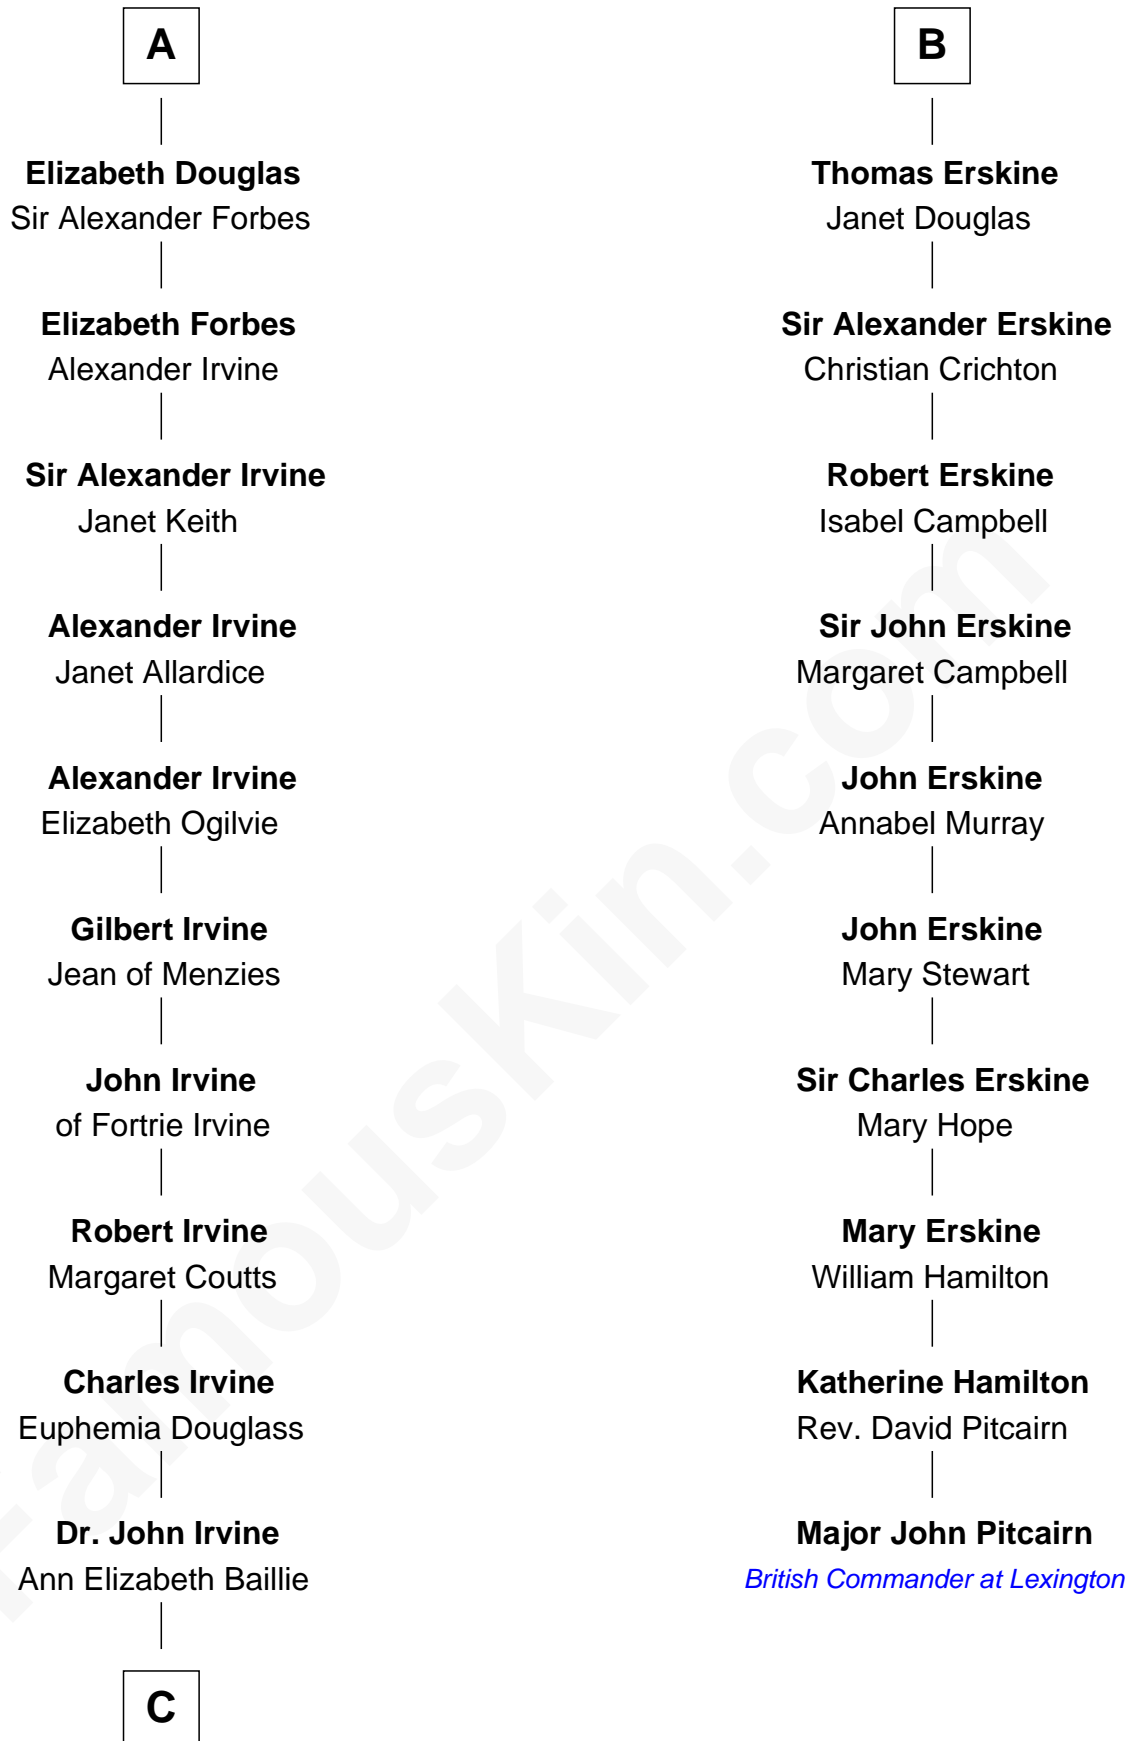 A
Elizabeth Douglas
Sir Alexander Forbes
Elizabeth Forbes
Alexander Irvine
Sir Alexander Irvine
Janet Keith
Alexander Irvine
Janet Allardice
Alexander Irvine
Elizabeth Ogilvie
Gilbert Irvine
Jean of Menzies
John Irvine
of Fortrie Irvine
Robert Irvine
Margaret Coutts
Charles Irvine
Euphemia Douglass
Dr. John Irvine
Ann Elizabeth Baillie
C
B
Thomas Erskine
Janet Douglas
Sir Alexander Erskine
Christian Crichton
Robert Erskine
Isabel Campbell
Sir John Erskine
Margaret Campbell
John Erskine
Annabel Murray
John Erskine
Mary Stewart
Sir Charles Erskine
Mary Hope
Mary Erskine
William Hamilton
Katherine Hamilton
Rev. David Pitcairn
Major John Pitcairn
British Commander at Lexington
FamousKin.com